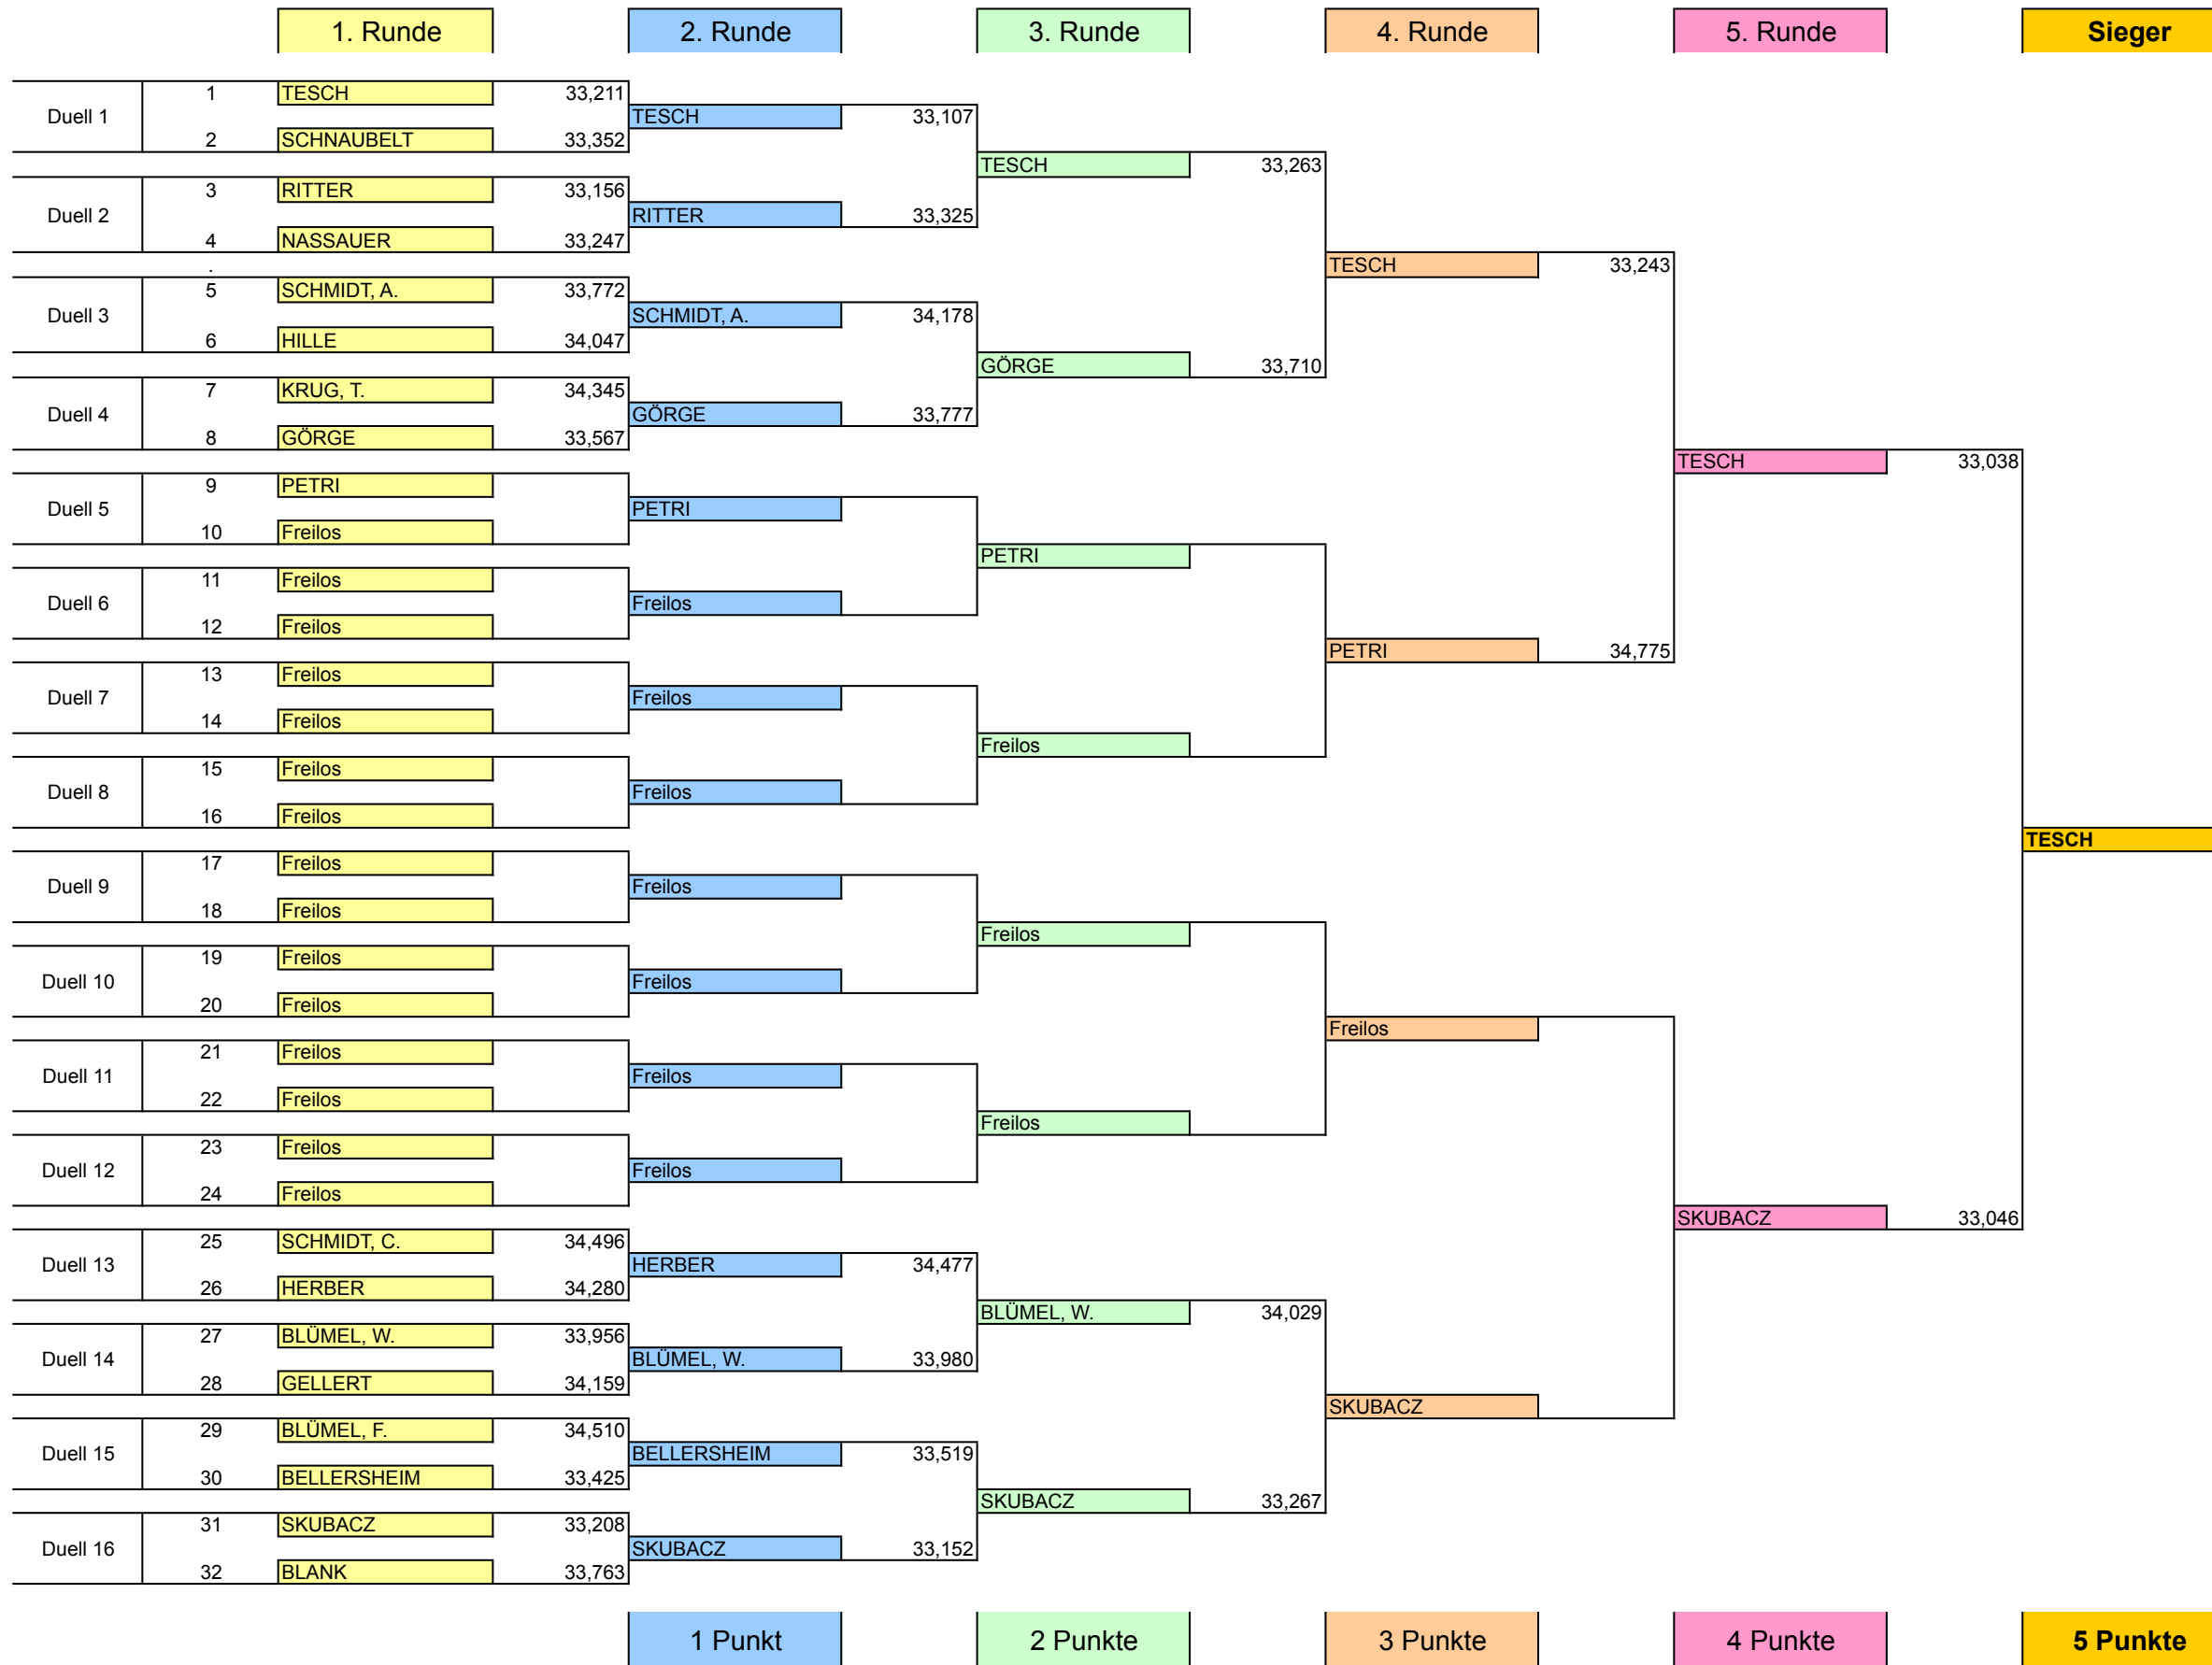 1. Runde 2. Runde 3. Runde 4. Runde 5. Runde Sieger
1 TESCH 33,211
Duell 1 TESCH 33,107
2 SCHNAUBELT 33,352
TESCH 33,263
3 RITTER 33,156
Duell 2 RITTER 33,325
4 NASSAUER 33,247
.
TESCH 33,243
5 SCHMIDT, A. 33,772
Duell 3 SCHMIDT, A. 34,178
6 HILLE 34,047
GÖRGE 33,710
7 KRUG, T. 34,345
Duell 4 GÖRGE 33,777
8 GÖRGE 33,567
TESCH 33,038
9 PETRI
Duell 5 PETRI
10 Freilos
PETRI
11 Freilos
Duell 6 Freilos
12 Freilos
PETRI 34,775
13 Freilos
Duell 7 Freilos
14 Freilos
Freilos
15 Freilos
Duell 8 Freilos
16 Freilos
TESCH
17 Freilos
Duell 9 Freilos
18 Freilos
Freilos
19 Freilos
Duell 10 Freilos
20 Freilos
Freilos
21 Freilos
Duell 11 Freilos
22 Freilos
Freilos
23 Freilos
Duell 12 Freilos
24 Freilos
SKUBACZ 33,046
25 SCHMIDT, C. 34,496
Duell 13 HERBER 34,477
26 HERBER 34,280
BLÜMEL, W. 34,029
27 BLÜMEL, W. 33,956
Duell 14 BLÜMEL, W. 33,980
28 GELLERT 34,159
SKUBACZ
29 BLÜMEL, F. 34,510
Duell 15 BELLERSHEIM 33,519
30 BELLERSHEIM 33,425
SKUBACZ 33,267
31 SKUBACZ 33,208
Duell 16 SKUBACZ 33,152
32 BLANK 33,763
1 Punkt 2 Punkte 3 Punkte 4 Punkte 5 Punkte